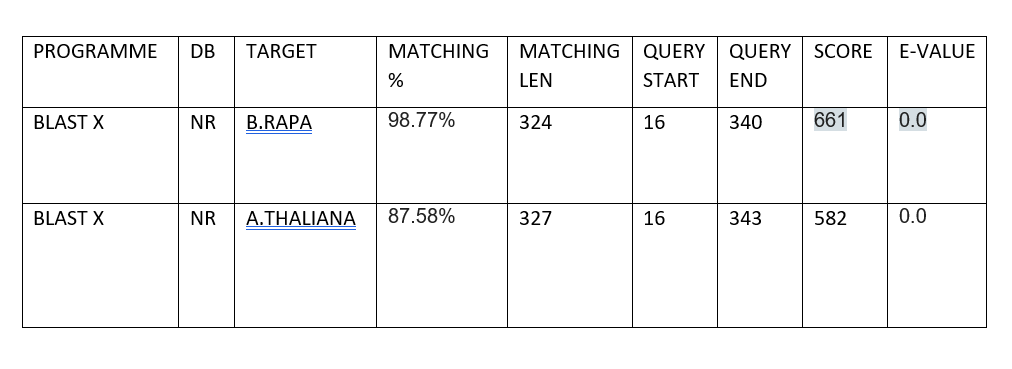 PROGRAMME DB TARGET MATCHING % MATCHING LEN QUERY START QUERY END SCORE E-VALUE
BLAST X NR B.RAPA 98.77% 324 16 340 661 0.0
BLAST X NR A.THALIANA 87.58% 327 16 343 582 0.0